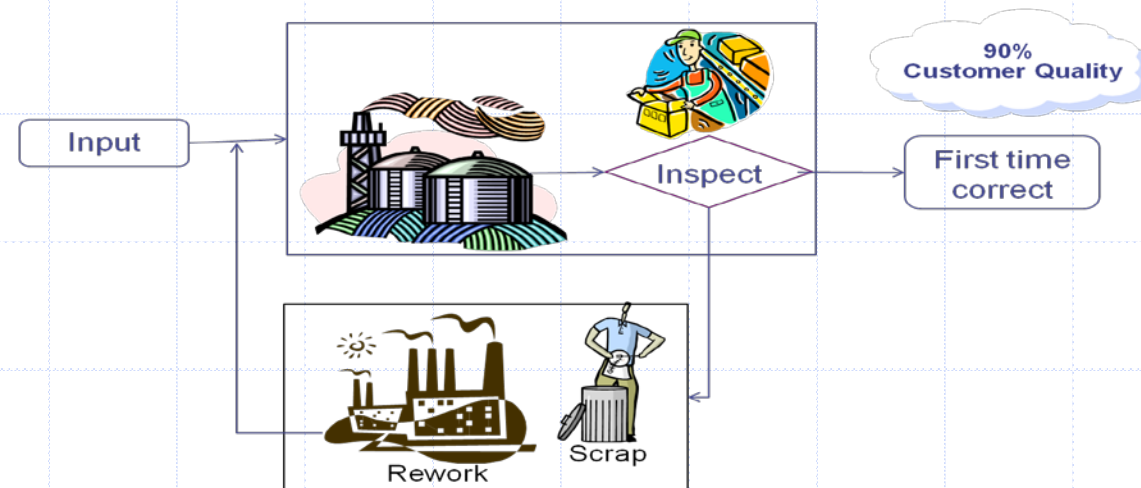 90%
Customer Quality
Input
Inspect
First time
correct
Scrap
Rework